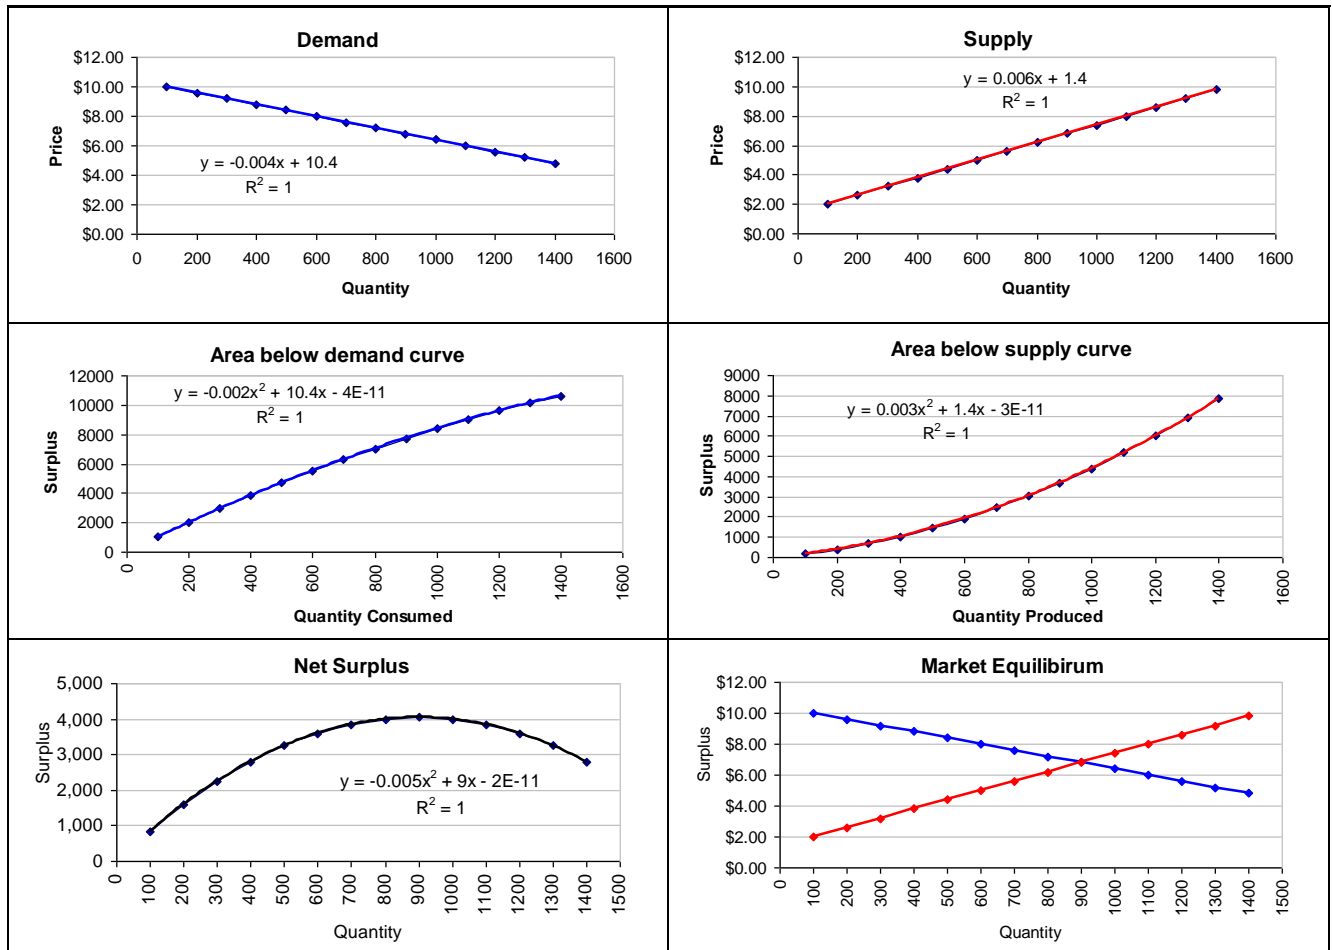 Demand
$12.00
$10.00
$8.00
$6.00
$4.00
$2.00
$0.00
Price
y = -0.004x + 10.4
R² = 1
0 200 400 600 800 1000 1200 1400 1600
Quantity
Supply
$12.00
$10.00
$8.00
$6.00
$4.00
$2.00
$0.00
Price
y = 0.006x + 1.4
R² = 1
0 200 400 600 800 1000 1200 1400 1600
Quantity
Area below demand curve
12000
10000
8000
6000
4000
2000
0
Surplus
y = -0.002x² + 10.4x - 4E-11
R² = 1
0 200 400 600 800 1000 1200 1400 1600
Quantity Consumed
Area below supply curve
9000
8000
7000
6000
5000
4000
3000
2000
1000
0
Surplus
y = 0.003x² + 1.4x - 3E-11
R² = 1
0 200 400 600 800 1000 1200 1400 1600
Quantity Produced
Net Surplus
5,000
4,000
3,000
2,000
1,000
0
Surplus
y = -0.005x² + 9x - 2E-11
R² = 1
0 100 200 300 400 500 600 700 800 900 1000 1100 1200 1300 1400 1500
Quantity
Market Equilibirum
$12.00
$10.00
$8.00
$6.00
$4.00
$2.00
$0.00
Surplus
0 100 200 300 400 500 600 700 800 900 1000 1100 1200 1300 1400 1500
Quantity